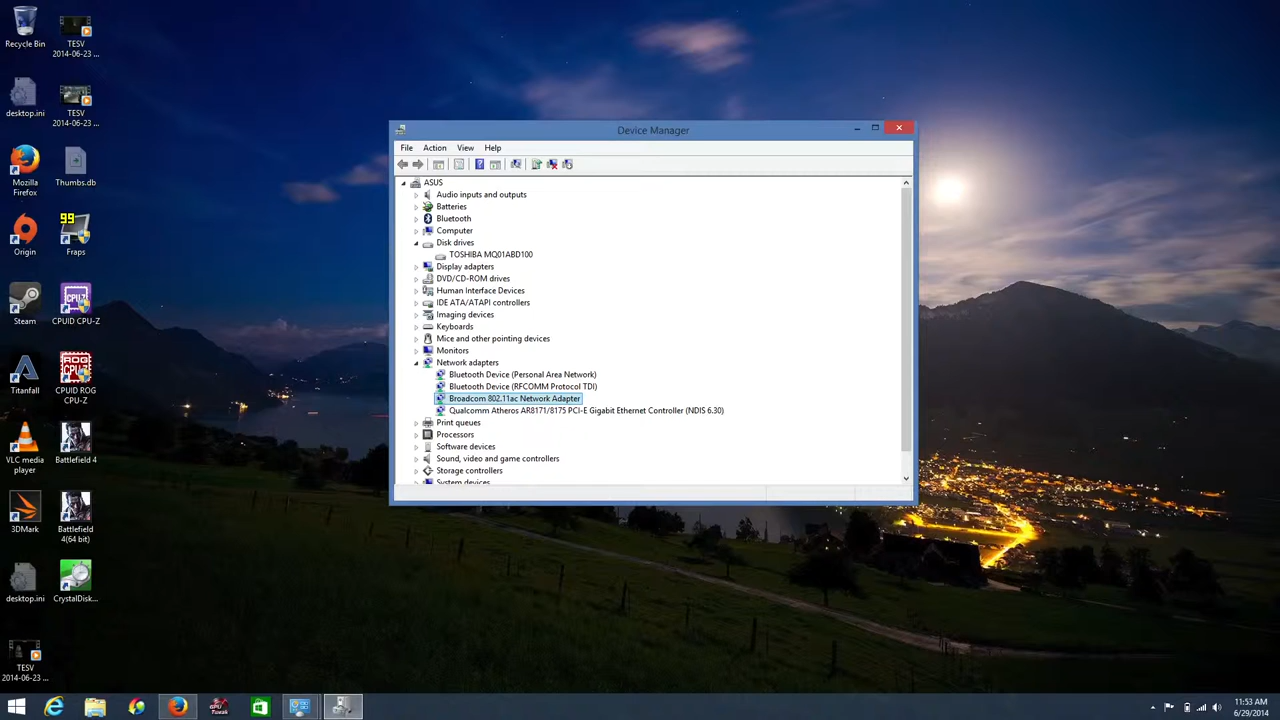 Recycle Bin
TESV
2014-06-23 ...
desktop.ini
TESV
2014-06-23 ...
Mozilla
Firefox
Thumbs.db
Origin
99
Fraps
Steam
CPUID CPU-Z
Titanfall
CPUID ROG
CPU-Z
VLC media
player
Battlefield 4
3DMark
Battlefield
4(64 bit)
desktop.ini
CrystalDisk...
TESV
2014-06-23 ...
Device Manager
File Action View Help
ASUS
Audio inputs and outputs
Batteries
Bluetooth
Computer
Disk drives
TOSHIBA MQ01ABD100
Display adapters
DVD/CD-ROM drives
Human Interface Devices
IDE ATA/ATAPI controllers
Imaging devices
Keyboards
Mice and other pointing devices
Monitors
Network adapters
Bluetooth Device (Personal Area Network)
Bluetooth Device (RFCOMM Protocol TDI)
Broadcom 802.11ac Network Adapter
Qualcomm Atheros AR8171/8175 PCI-E Gigabit Ethernet Controller (NDIS 6.30)
Print queues
Processors
Software devices
Sound, video and game controllers
Storage controllers
System devices
11:53 AM
6/29/2014